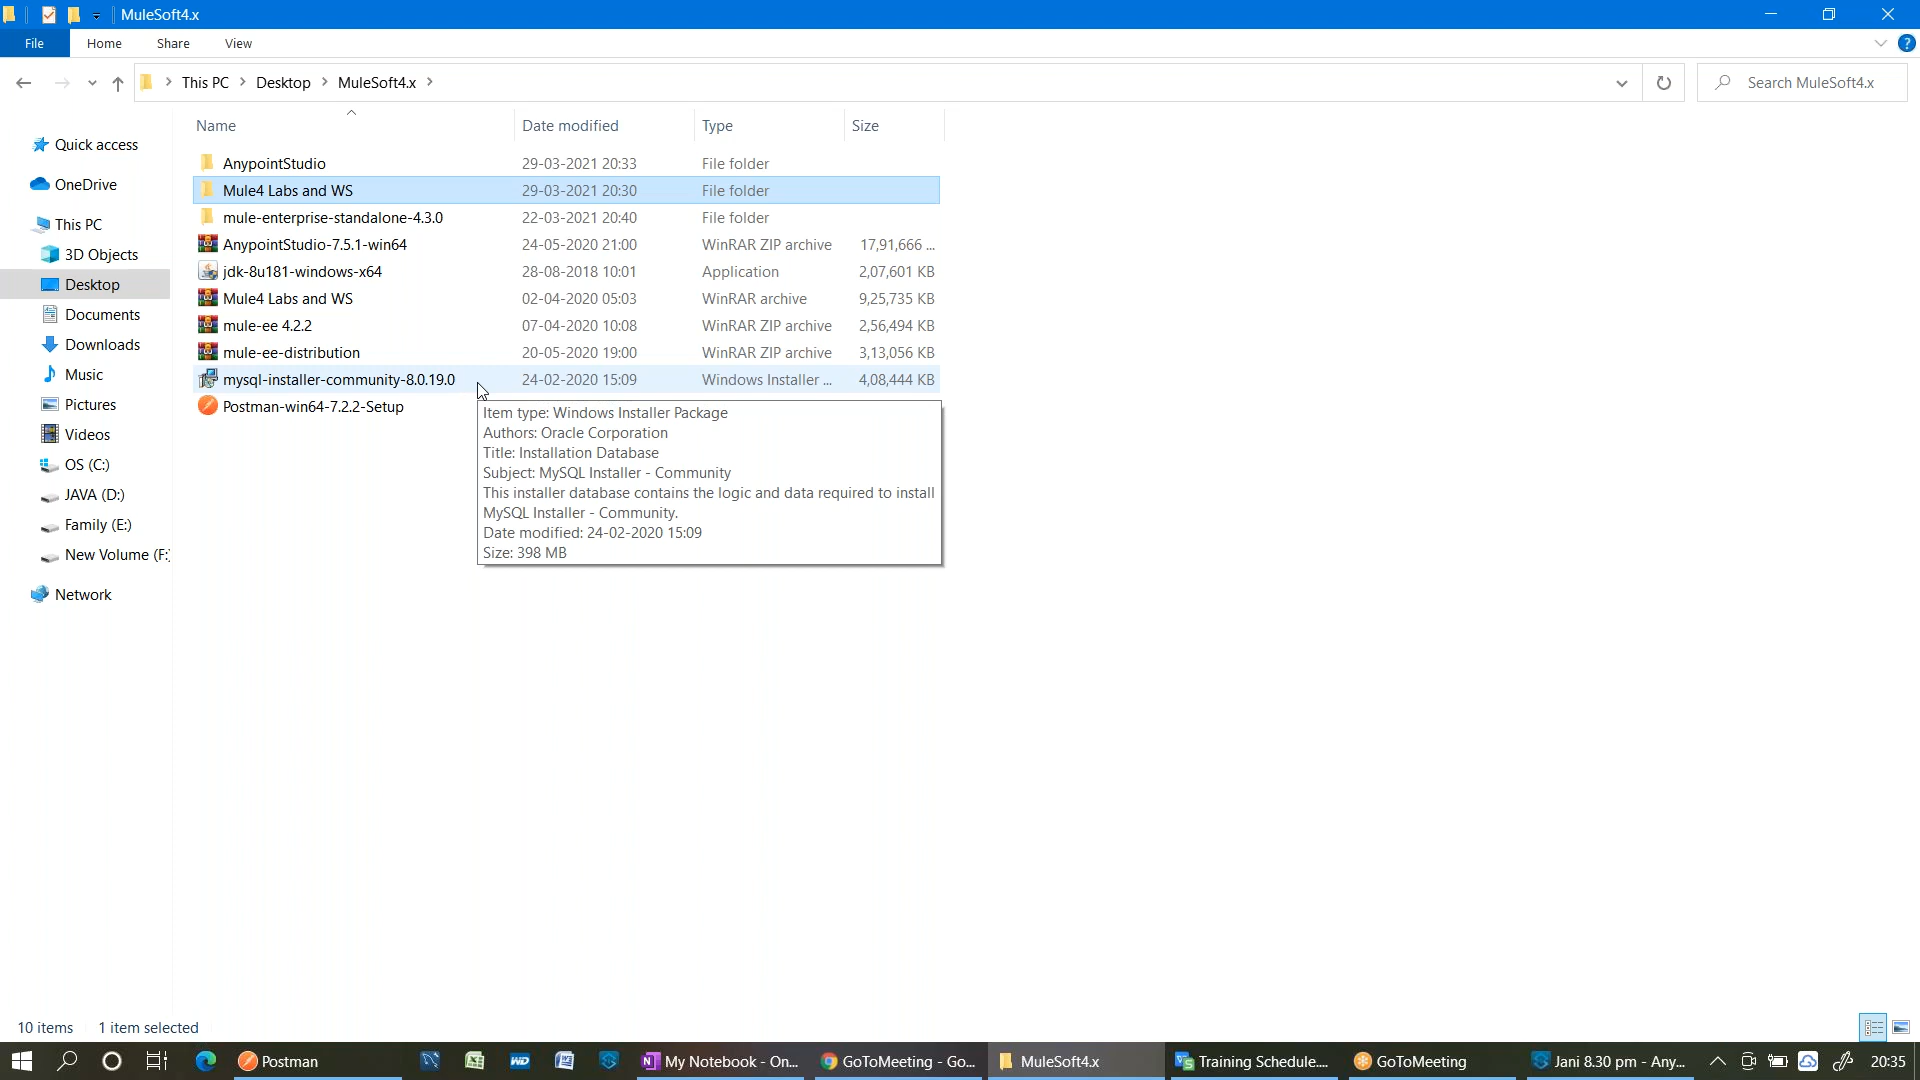 MuleSoft4.x
File Home Share View
This PC > Desktop > MuleSoft4.x >
Search MuleSoft4.x
Name Date modified Type Size
Quick access
OneDrive
This PC
3D Objects
Desktop
Documents
Downloads
Music
Pictures
Videos
OS (C:)
JAVA (D:)
Family (E:)
New Volume (F:)
Network
AnypointStudio 29-03-2021 20:33 File folder
Mule4 Labs and WS 29-03-2021 20:30 File folder
mule-enterprise-standalone-4.3.0 22-03-2021 20:40 File folder
AnypointStudio-7.5.1-win64 24-05-2020 21:00 WinRAR ZIP archive 17,91,666 ...
jdk-8u181-windows-x64 28-08-2018 10:01 Application 2,07,601 KB
Mule4 Labs and WS 02-04-2020 05:03 WinRAR archive 9,25,735 KB
mule-ee 4.2.2 07-04-2020 10:08 WinRAR ZIP archive 2,56,494 KB
mule-ee-distribution 20-05-2020 19:00 WinRAR ZIP archive 3,13,056 KB
mysql-installer-community-8.0.19.0 24-02-2020 15:09 Windows Installer ... 4,08,444 KB
Postman-win64-7.2.2-Setup
Item type: Windows Installer Package
Authors: Oracle Corporation
Title: Installation Database
Subject: MySQL Installer - Community
This installer database contains the logic and data required to install
MySQL Installer - Community.
Date modified: 24-02-2020 15:09
Size: 398 MB
10 items 1 item selected
Postman My Notebook - On... GoToMeeting - Go... MuleSoft4.x Training Schedule.... GoToMeeting Jani 8.30 pm - Any... 20:35